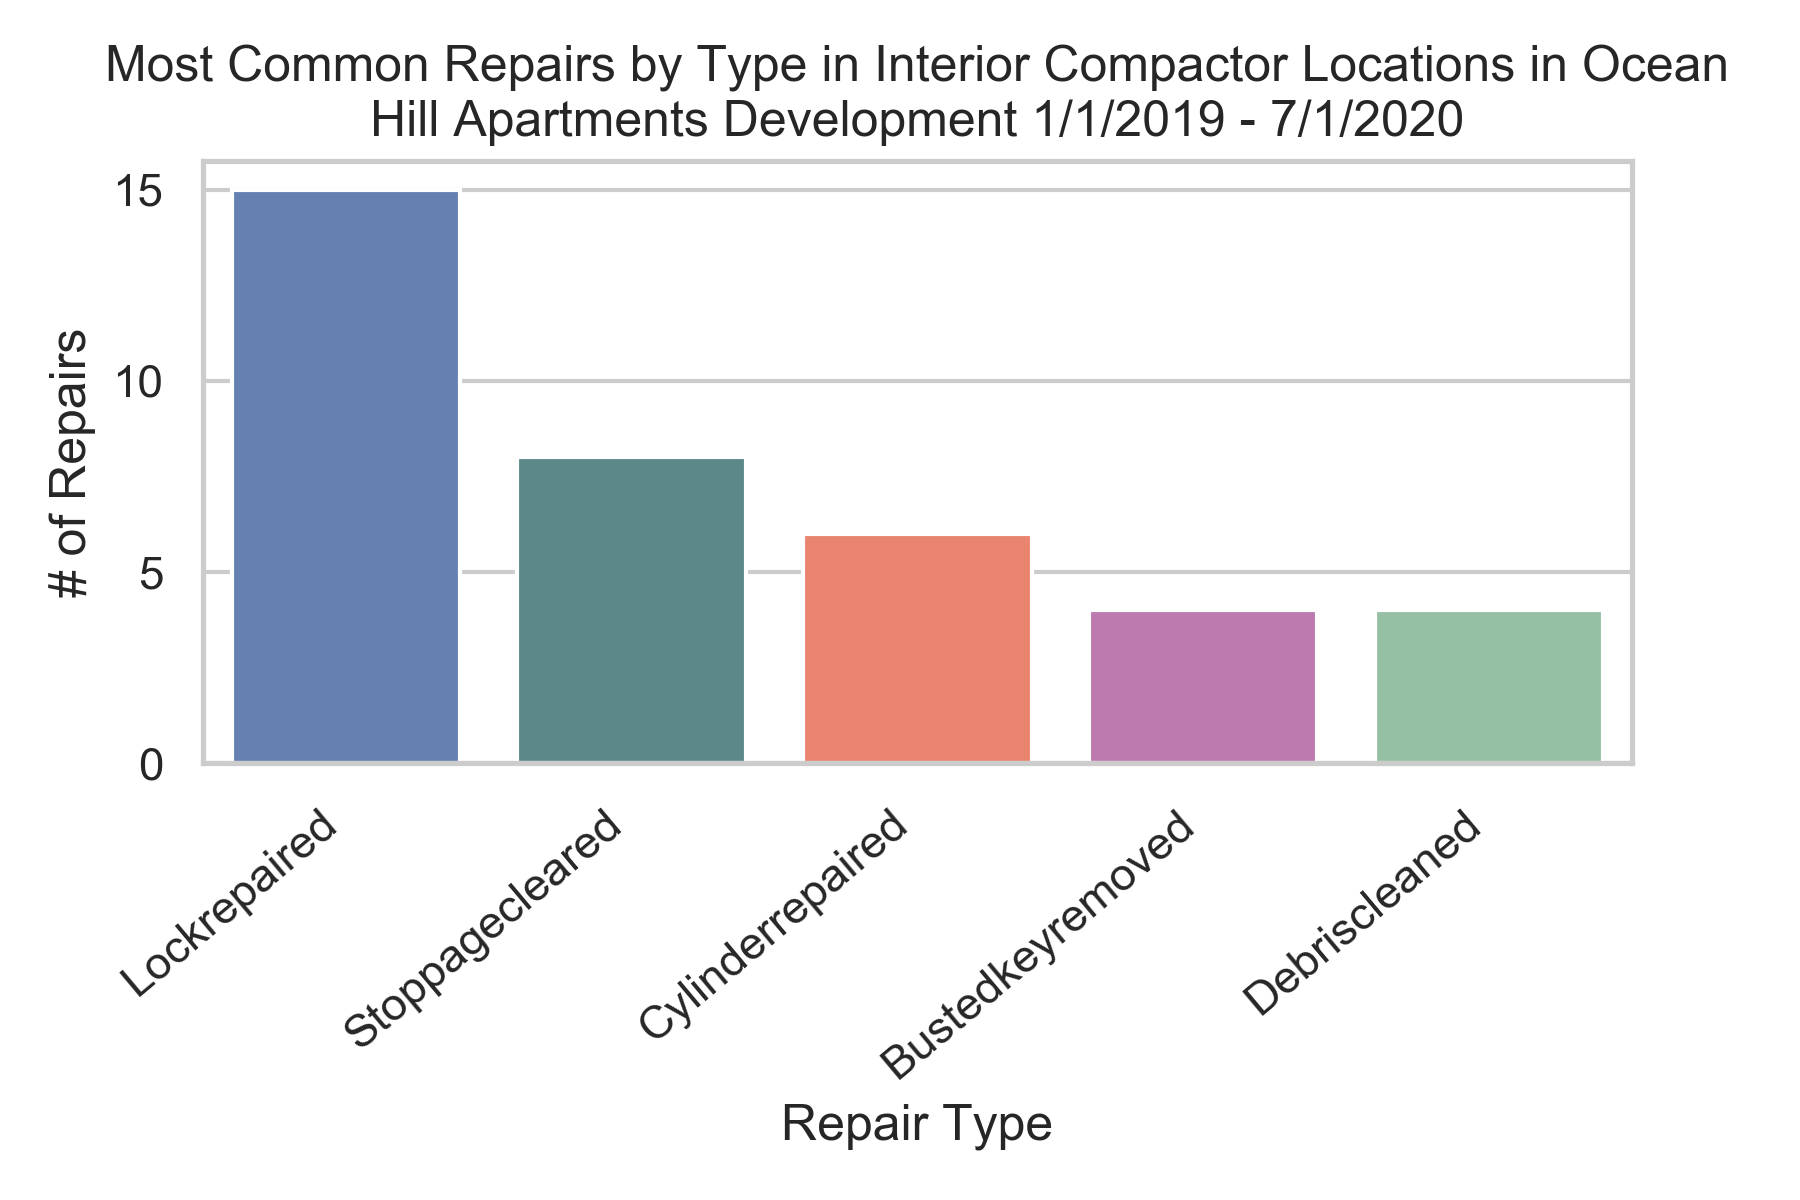 Most Common Repairs by Type in Interior Compactor Locations in Ocean
Hill Apartments Development 1/1/2019 - 7/1/2020
# of Repairs
15
10
5
0
Lockrepaired
Stoppagecleared
Cylinderrepaired
Bustedkeyremoved
Debriscleaned
Repair Type